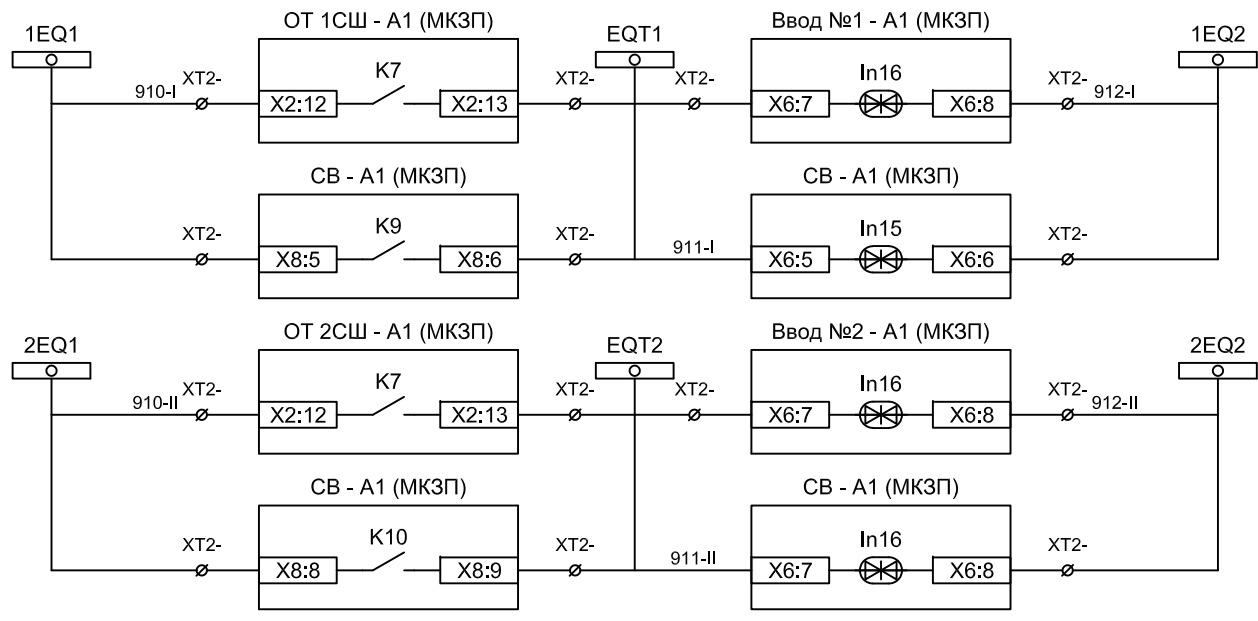 ОТ 1СШ - А1 (МКЗП)
Ввод №1 - А1 (МКЗП)
1EQ1
EQT1
1EQ2
910-I
XT2-
X2:12
K7
X2:13
XT2-
XT2-
X6:7
In16
X6:8
XT2-
912-I
СВ - А1 (МКЗП)
СВ - А1 (МКЗП)
XT2-
X8:5
K9
X8:6
XT2-
911-I
X6:5
In15
X6:6
XT2-
ОТ 2СШ - А1 (МКЗП)
Ввод №2 - А1 (МКЗП)
2EQ1
EQT2
2EQ2
910-II
XT2-
X2:12
K7
X2:13
XT2-
XT2-
X6:7
In16
X6:8
XT2-
912-II
СВ - А1 (МКЗП)
СВ - А1 (МКЗП)
XT2-
X8:8
K10
X8:9
XT2-
911-II
X6:7
In16
X6:8
XT2-